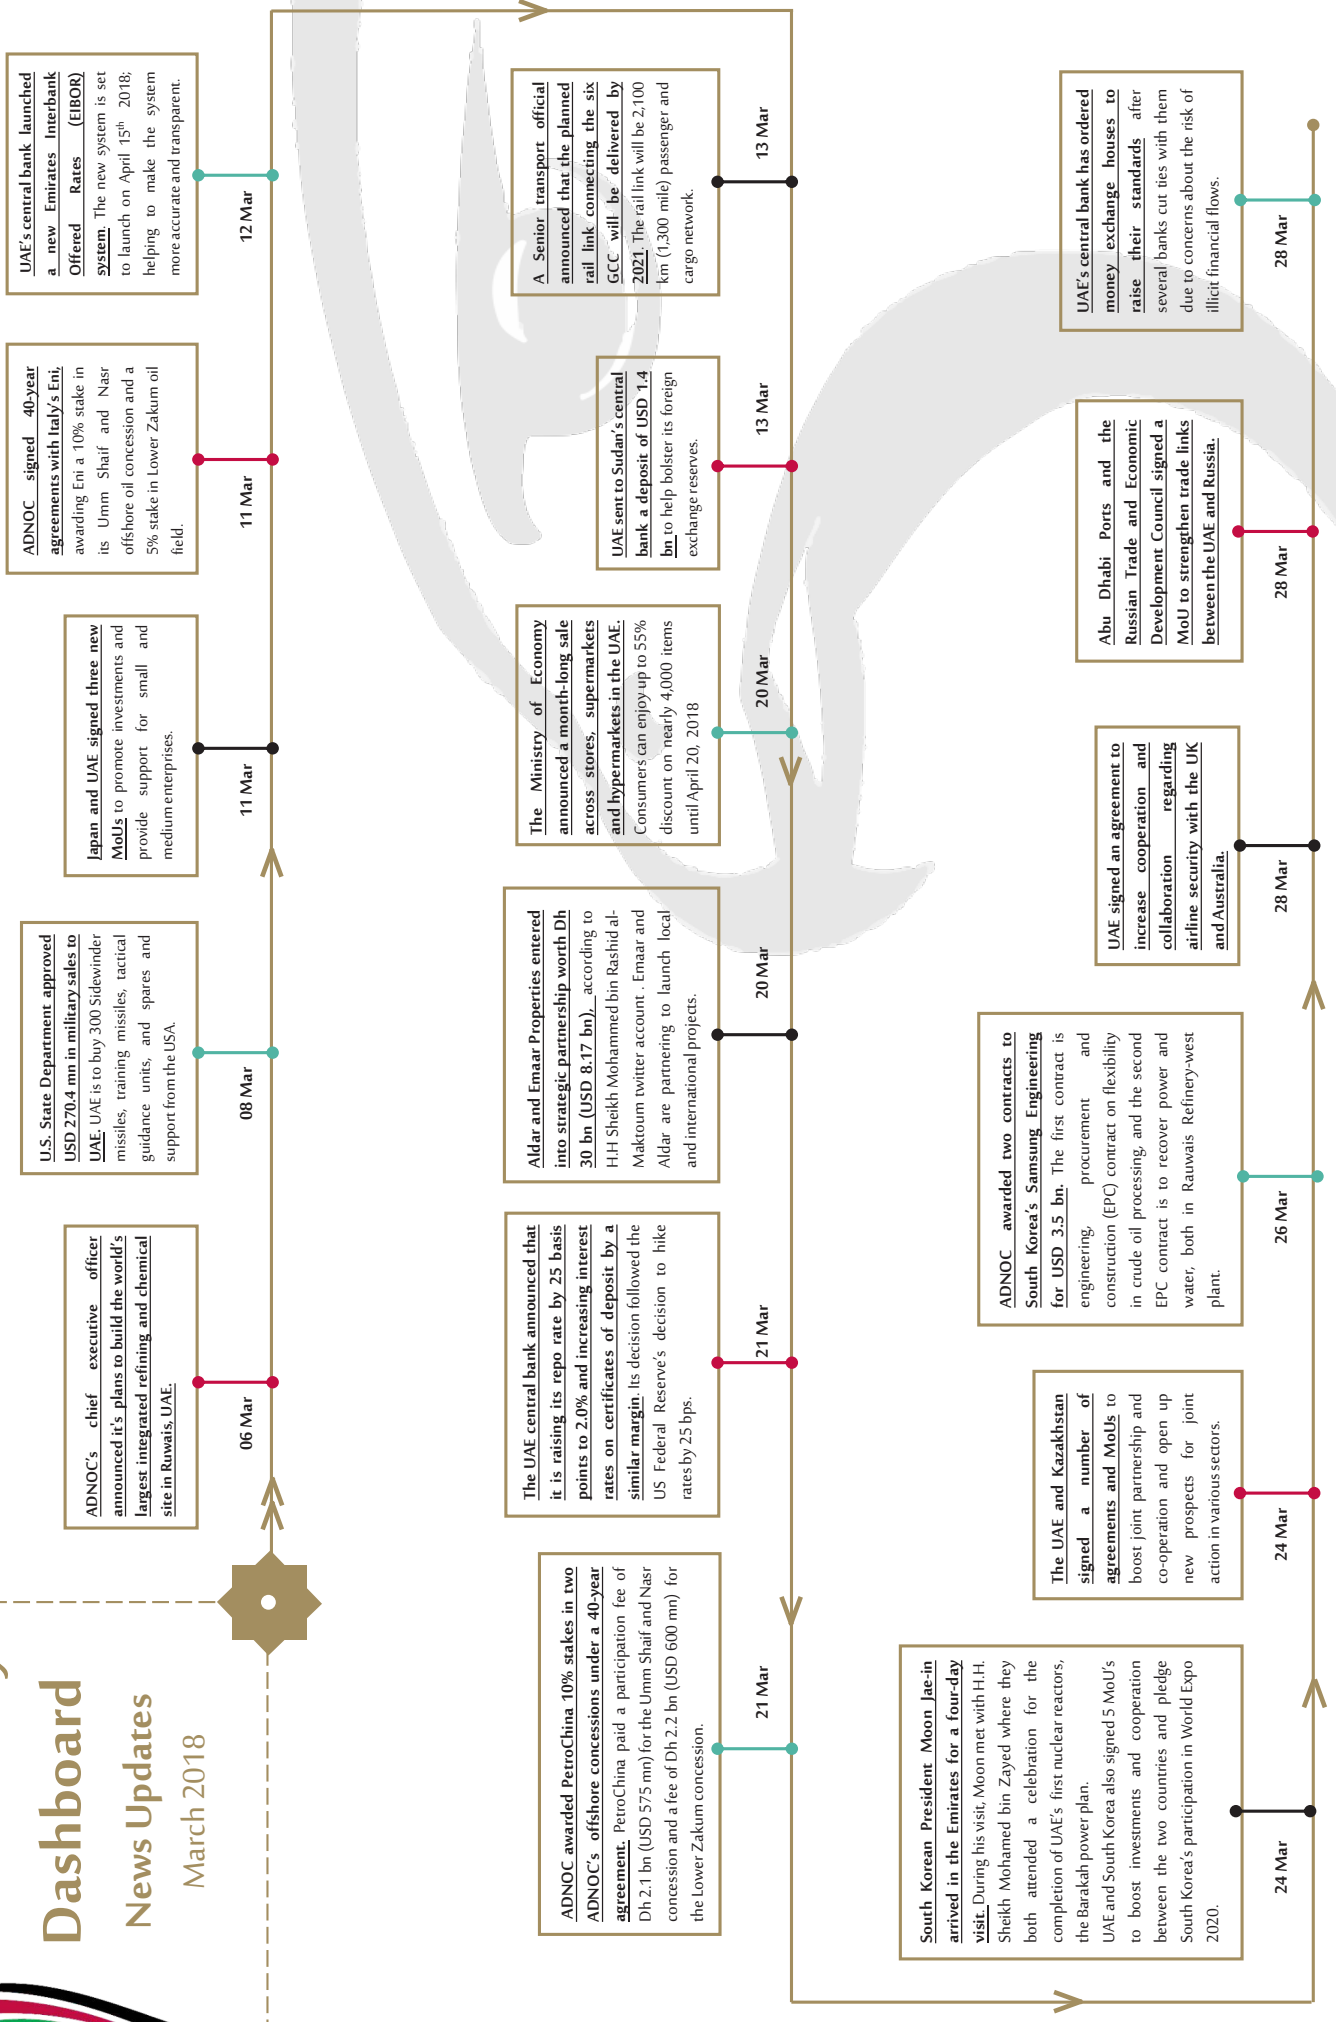 Dashboard
News Updates
March 2018
ADNOC's chief executive officer
announced it's plans to build the world's
largest integrated refining and chemical
site in Ruwais, UAE.
06 Mar
U.S. State Department approved
USD 270.4 mn in military sales to
UAE. UAE is to buy 300 Sidewinder
missiles, training missiles, tactical
guidance units, and spares and
support from the USA.
08 Mar
Japan and UAE signed three new
MoUs to promote investments and
provide support for small and
medium enterprises.
11 Mar
ADNOC signed 40-year
agreements with Italy's Eni,
awarding Eni a 10% stake in
its Umm Shaif and Nasr
offshore oil concession and a
5% stake in Lower Zakum oil
field.
11 Mar
UAE's central bank launched
a new Emirates Interbank
Offered Rates (EIBOR)
system. The new system is set
to launch on April 15th 2018;
helping to make the system
more accurate and transparent.
12 Mar
A Senior transport official
announced that the planned
rail link connecting the six
GCC will be delivered by
2021. The rail link will be 2,100
km (1,300 mile) passenger and
cargo network.
13 Mar
UAE sent to Sudan's central
bank a deposit of USD 1.4
bn to help bolster its foreign
exchange reserves.
13 Mar
The Ministry of Economy
announced a month-long sale
across stores, supermarkets
and hypermarkets in the UAE.
Consumers can enjoy up to 55%
discount on nearly 4,000 items
until April 20, 2018
20 Mar
Aldar and Emaar Properties entered
into strategic partnership worth Dh
30 bn (USD 8.17 bn), according to
H.H Sheikh Mohammed bin Rashid al-
Maktoum twitter account . Emaar and
Aldar are partnering to launch local
and international projects.
20 Mar
The UAE central bank announced that
it is raising its repo rate by 25 basis
points to 2.0% and increasing interest
rates on certificates of deposit by a
similar margin. Its decision followed the
US Federal Reserve's decision to hike
rates by 25 bps.
21 Mar
ADNOC awarded PetroChina 10% stakes in two
ADNOC's offshore concessions under a 40-year
agreement. PetroChina paid a participation fee of
Dh 2.1 bn (USD 575 mn) for the Umm Shaif and Nasr
concession and a fee of Dh 2.2 bn (USD 600 mn) for
the Lower Zakum concession.
21 Mar
South Korean President Moon Jae-in
arrived in the Emirates for a four-day
visit. During his visit, Moon met with H.H.
Sheikh Mohamed bin Zayed where they
both attended a celebration for the
completion of UAE's first nuclear reactors,
the Barakah power plan.
UAE and South Korea also signed 5 MoU's
to boost investments and cooperation
between the two countries and pledge
South Korea's participation in World Expo
2020.
24 Mar
The UAE and Kazakhstan
signed a number of
agreements and MoUs to
boost joint partnership and
co-operation and open up
new prospects for joint
action in various sectors.
24 Mar
ADNOC awarded two contracts to
South Korea's Samsung Engineering
for USD 3.5 bn. The first contract is
engineering, procurement and
construction (EPC) contract on flexibility
in crude oil processing, and the second
EPC contract is to recover power and
water, both in Rauwais Refinery-west
plant.
26 Mar
UAE signed an agreement to
increase cooperation and
collaboration regarding
airline security with the UK
and Australia.
28 Mar
Abu Dhabi Ports and the
Russian Trade and Economic
Development Council signed a
MoU to strengthen trade links
between the UAE and Russia.
28 Mar
UAE's central bank has ordered
money exchange houses to
raise their standards after
several banks cut ties with them
due to concerns about the risk of
illicit financial flows.
28 Mar